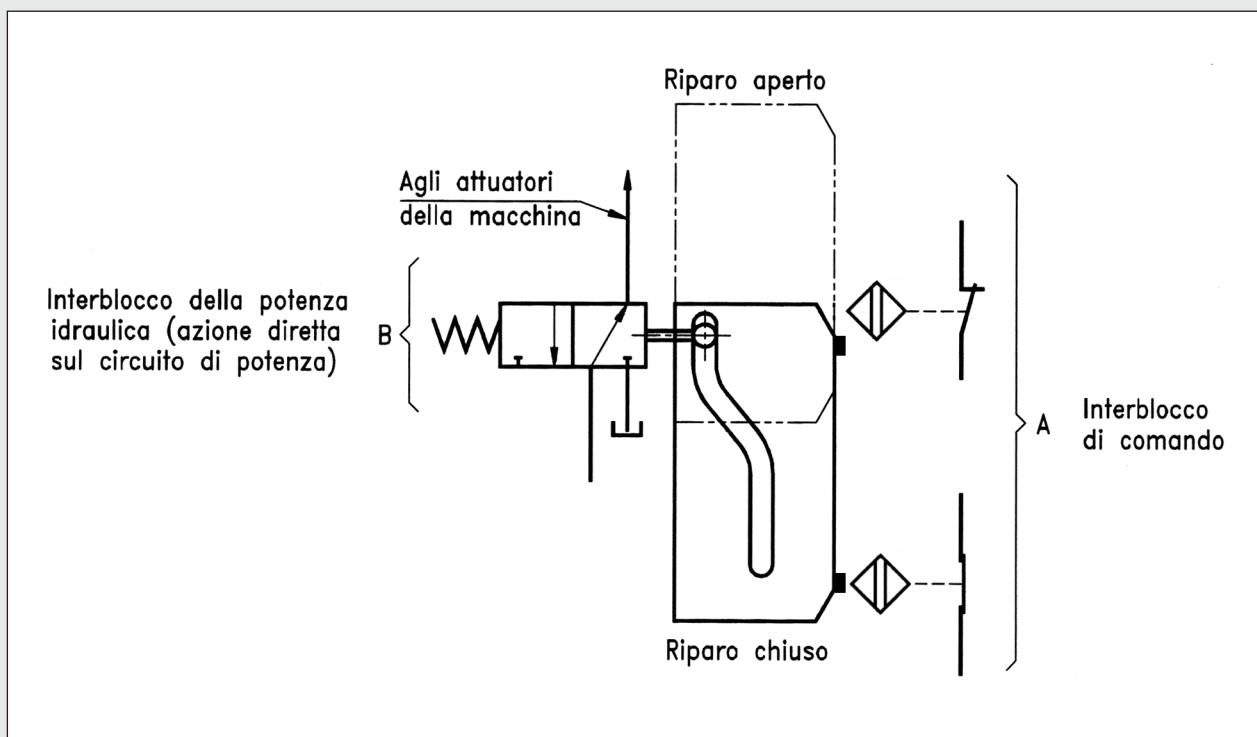 Riparo aperto
Agli attuatori
della macchina
Interblocco della potenza
idraulica (azione diretta
sul circuito di potenza)
B
A
Interblocco
di comando
Riparo chiuso